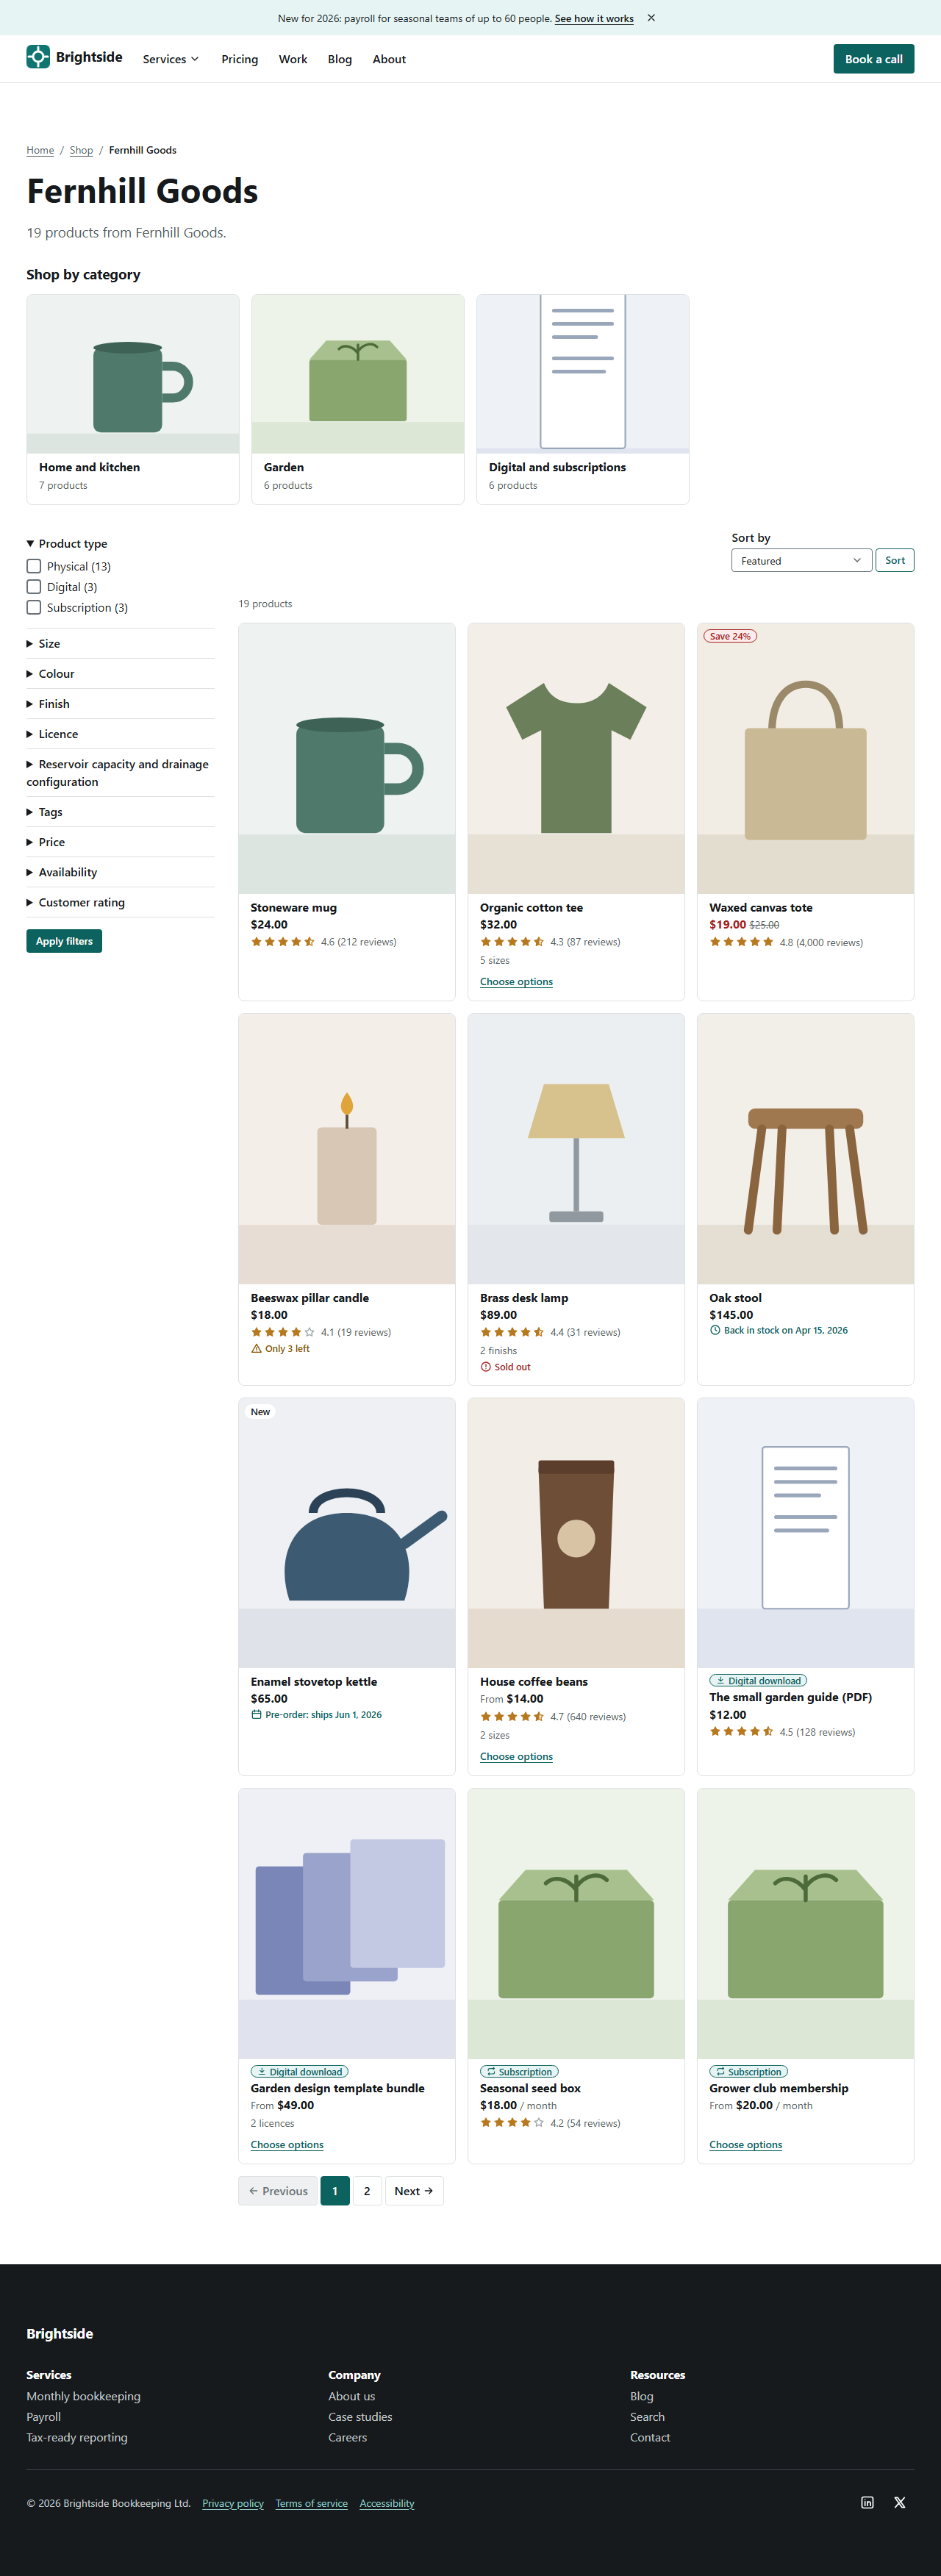 New for 2026: payroll for seasonal teams of up to 60 people. See how it works
Brightside
Services
Pricing
Work
Blog
About
Book a call
Home / Shop / Fernhill Goods
Fernhill Goods
19 products from Fernhill Goods.
Shop by category
Home and kitchen
7 products
Garden
6 products
Digital and subscriptions
6 products
Product type
Physical (13)
Digital (3)
Subscription (3)
Size
Colour
Finish
Licence
Reservoir capacity and drainage
configuration
Tags
Price
Availability
Customer rating
Apply filters
Sort by
Featured
Sort
19 products
Stoneware mug
$24.00
4.6 (212 reviews)
Organic cotton tee
$32.00
4.3 (87 reviews)
5 sizes
Choose options
Save 24%
Waxed canvas tote
$19.00 $25.00
4.8 (4,000 reviews)
Beeswax pillar candle
$18.00
4.1 (19 reviews)
Only 3 left
Brass desk lamp
$89.00
4.4 (31 reviews)
2 finishs
Sold out
Oak stool
$145.00
Back in stock on Apr 15, 2026
New
Enamel stovetop kettle
$65.00
Pre-order: ships Jun 1, 2026
House coffee beans
From $14.00
4.7 (640 reviews)
2 sizes
Choose options
Digital download
The small garden guide (PDF)
$12.00
4.5 (128 reviews)
Digital download
Garden design template bundle
From $49.00
2 licences
Choose options
Subscription
Seasonal seed box
$18.00 / month
4.2 (54 reviews)
Subscription
Grower club membership
From $20.00 / month
Choose options
← Previous
1
2
Next →
Brightside
Services
Monthly bookkeeping
Payroll
Tax-ready reporting
Company
About us
Case studies
Careers
Resources
Blog
Search
Contact
© 2026 Brightside Bookkeeping Ltd.
Privacy policy
Terms of service
Accessibility